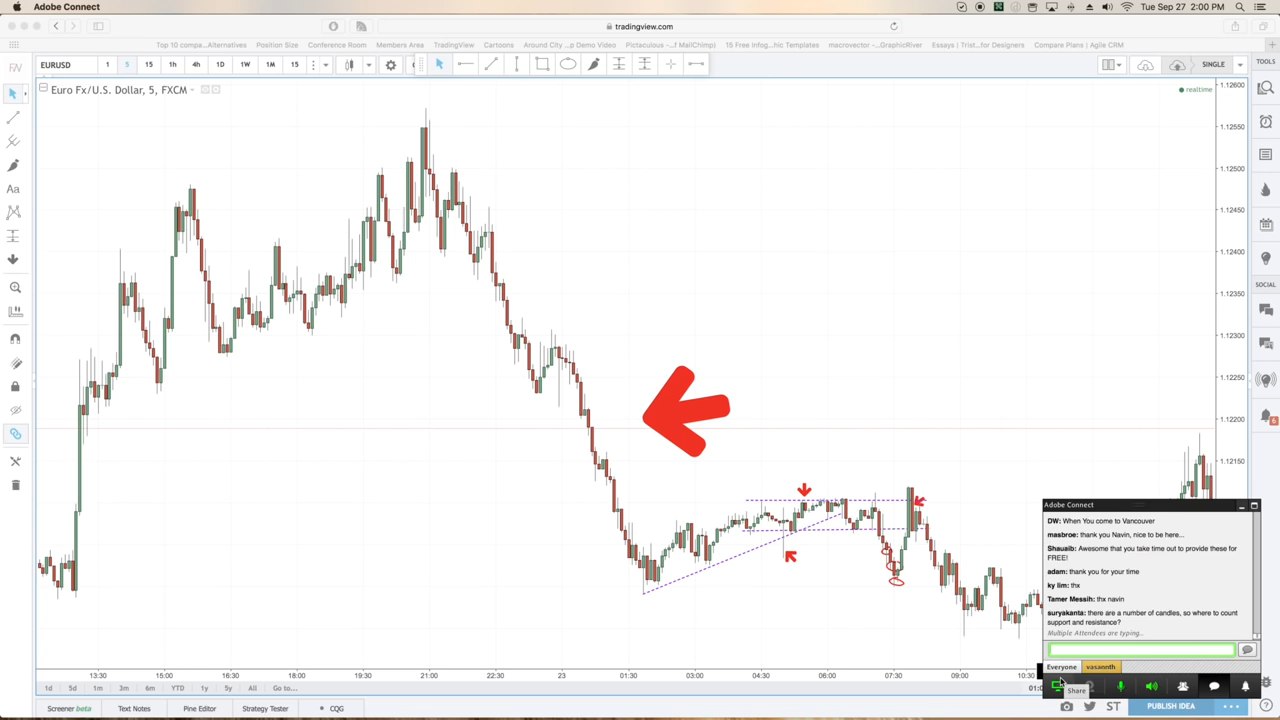 Adobe Connect
Tue Sep 27 2:00 PM
tradingview.com
Top 10 compa...Alternatives Position Size Conference Room Members Area TradingView Cartoons Around City ...p Demo Video Pictaculous - ...f MailChimp) 15 Free Infog...hic Templates macrovector - ...GraphicRiver Essays | Trist...for Designers Compare Plans | Agile CRM
EURUSD 1 5 15 1h 4h 1D 1W 1M 15 SINGLE TOOLS
Euro Fx/U.S. Dollar, 5, FXCM
realtime
1.12600
1.12550
1.12500
1.12450
1.12400
1.12350
1.12300
1.12250
1.12200
1.12150
Aa
SOCIAL
6
Adobe Connect
DW: When You come to Vancouver
masbroe: thank you Navin, nice to be here...
Shauaib: Awesome that you take time out to provide these for
FREE!
adam: thank you for your time
ky lim: thx
Tamer Messih: thx navin
suryakanta: there are a number of candles, so where to count
support and resistance?
Multiple Attendees are typing...
Everyone vasannth
Share
13:30 15:00 16:30 18:00 19:30 21:00 22:30 23 01:30 03:00 04:30 06:00 07:30 09:00 10:30
1d 5d 1m 3m 6m YTD 1y 5y All Go to...
Screener beta Text Notes Pine Editor Strategy Tester CQG ST PUBLISH IDEA